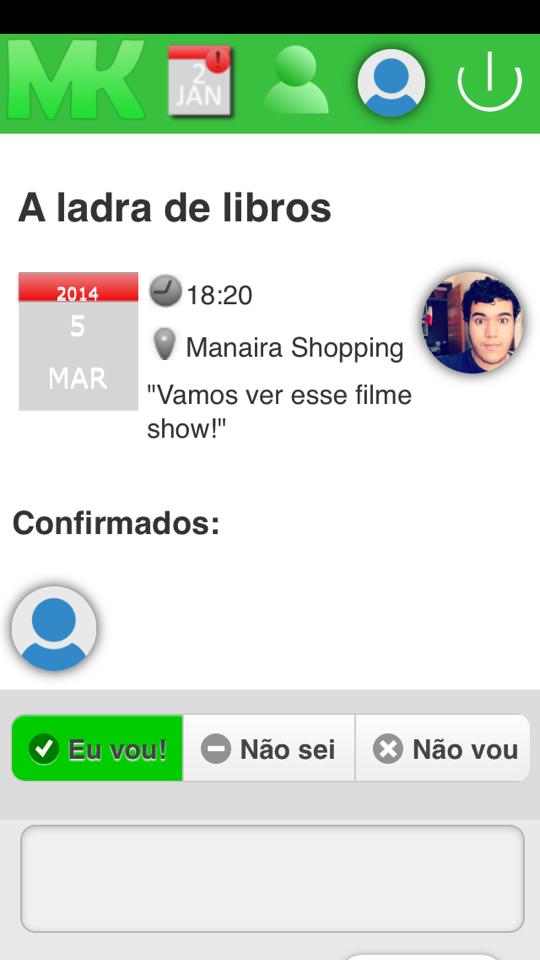 MK
2
JAN
A ladra de libros
2014
5
MAR
18:20
Manaira Shopping
"Vamos ver esse filme
show!"
Confirmados:
Eu vou!
Não sei
Não vou